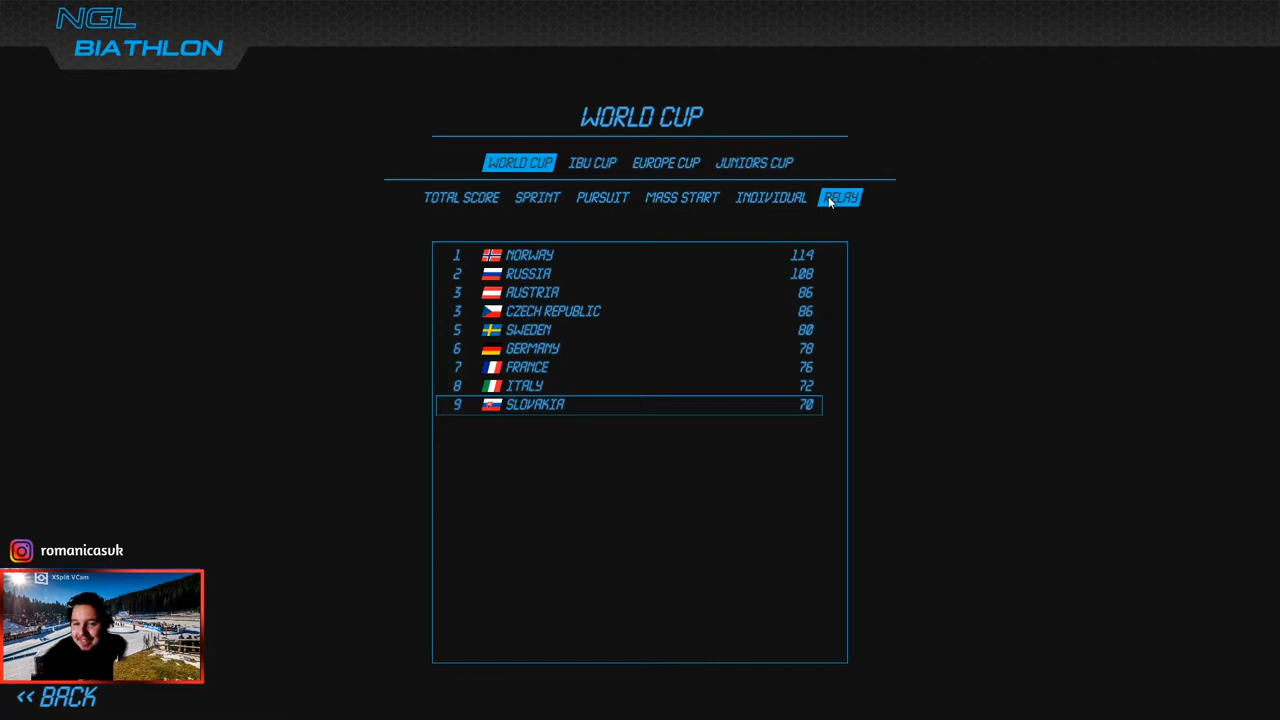 NGL
BIATHLON
WORLD CUP
WORLD CUP IBU CUP EUROPE CUP JUNIORS CUP
TOTAL SCORE SPRINT PURSUIT MASS START INDIVIDUAL RELAY
1 NORWAY 114
2 RUSSIA 108
3 AUSTRIA 86
3 CZECH REPUBLIC 86
5 SWEDEN 80
6 GERMANY 78
7 FRANCE 76
8 ITALY 72
9 SLOVAKIA 70
romanicasuk
XSplit VCam
<< BACK